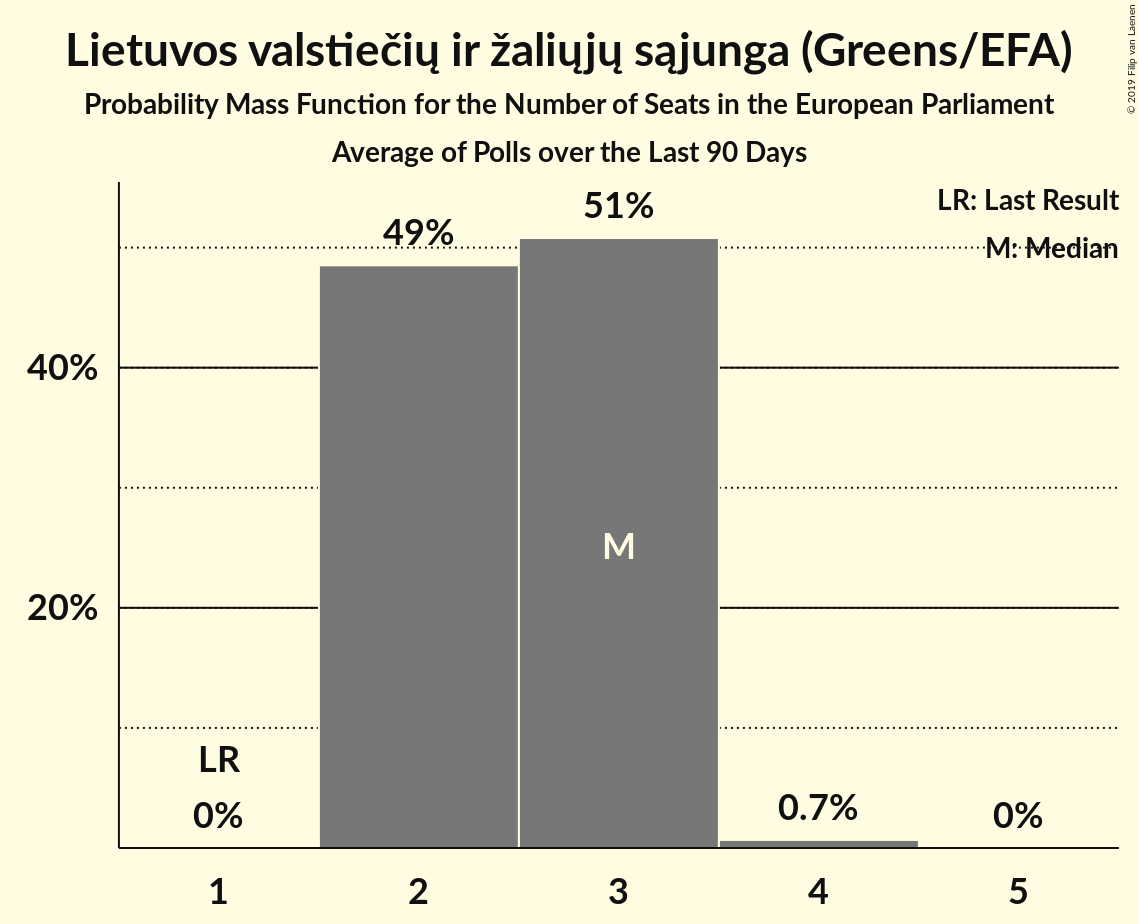 Lietuvos valstiečių ir žaliųjų sąjunga (Greens/EFA)
Probability Mass Function for the Number of Seats in the European Parliament
Average of Polls over the Last 90 Days
© 2019 Filip van Laenen
LR: Last Result
M: Median
51%
49%
40%
M
20%
LR
0%
0.7%
0%
1 2 3 4 5